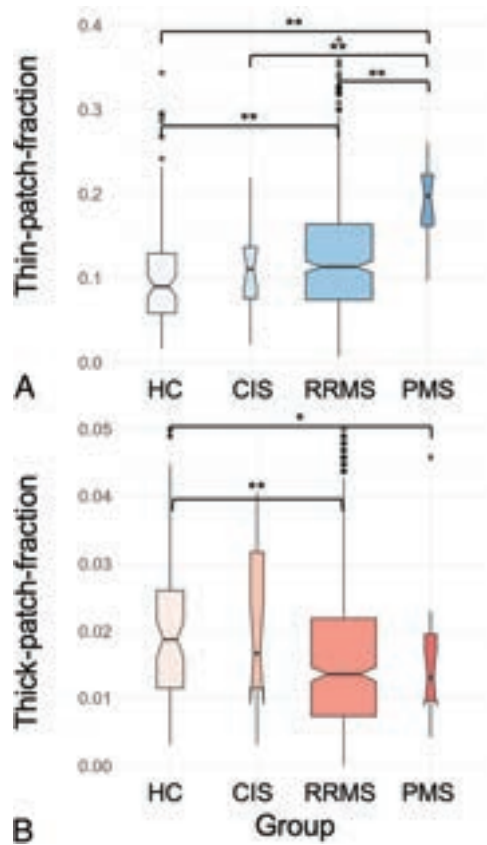 0.4
**
**
**
0.3
**
Thin-patch-fraction
0.2
0.1
0.0
A
HC CIS RRMS PMS
0.05
*
**
0.04
Thick-patch-fraction
0.03
0.02
0.01
0.00
HC CIS RRMS PMS
B Group